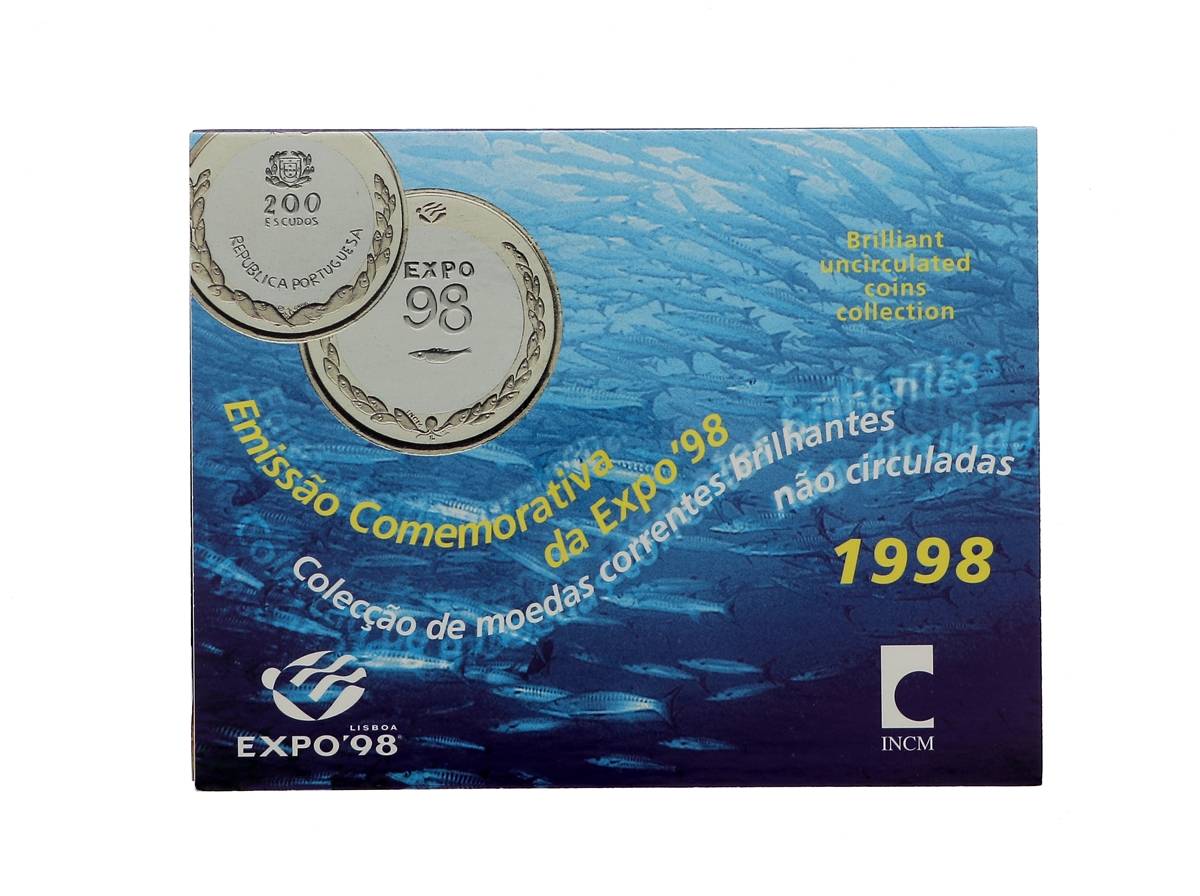 200
ESCUDOS
REPUBLICA PORTUGUESA
EXPO
98
INCM
Brilliant
uncirculated
coins
collection
Emissão Comemorativa
da Expo'98
Colecção de moedas correntes brilhantes
não circuladas
1998
LISBOA
EXPO'98
INCM